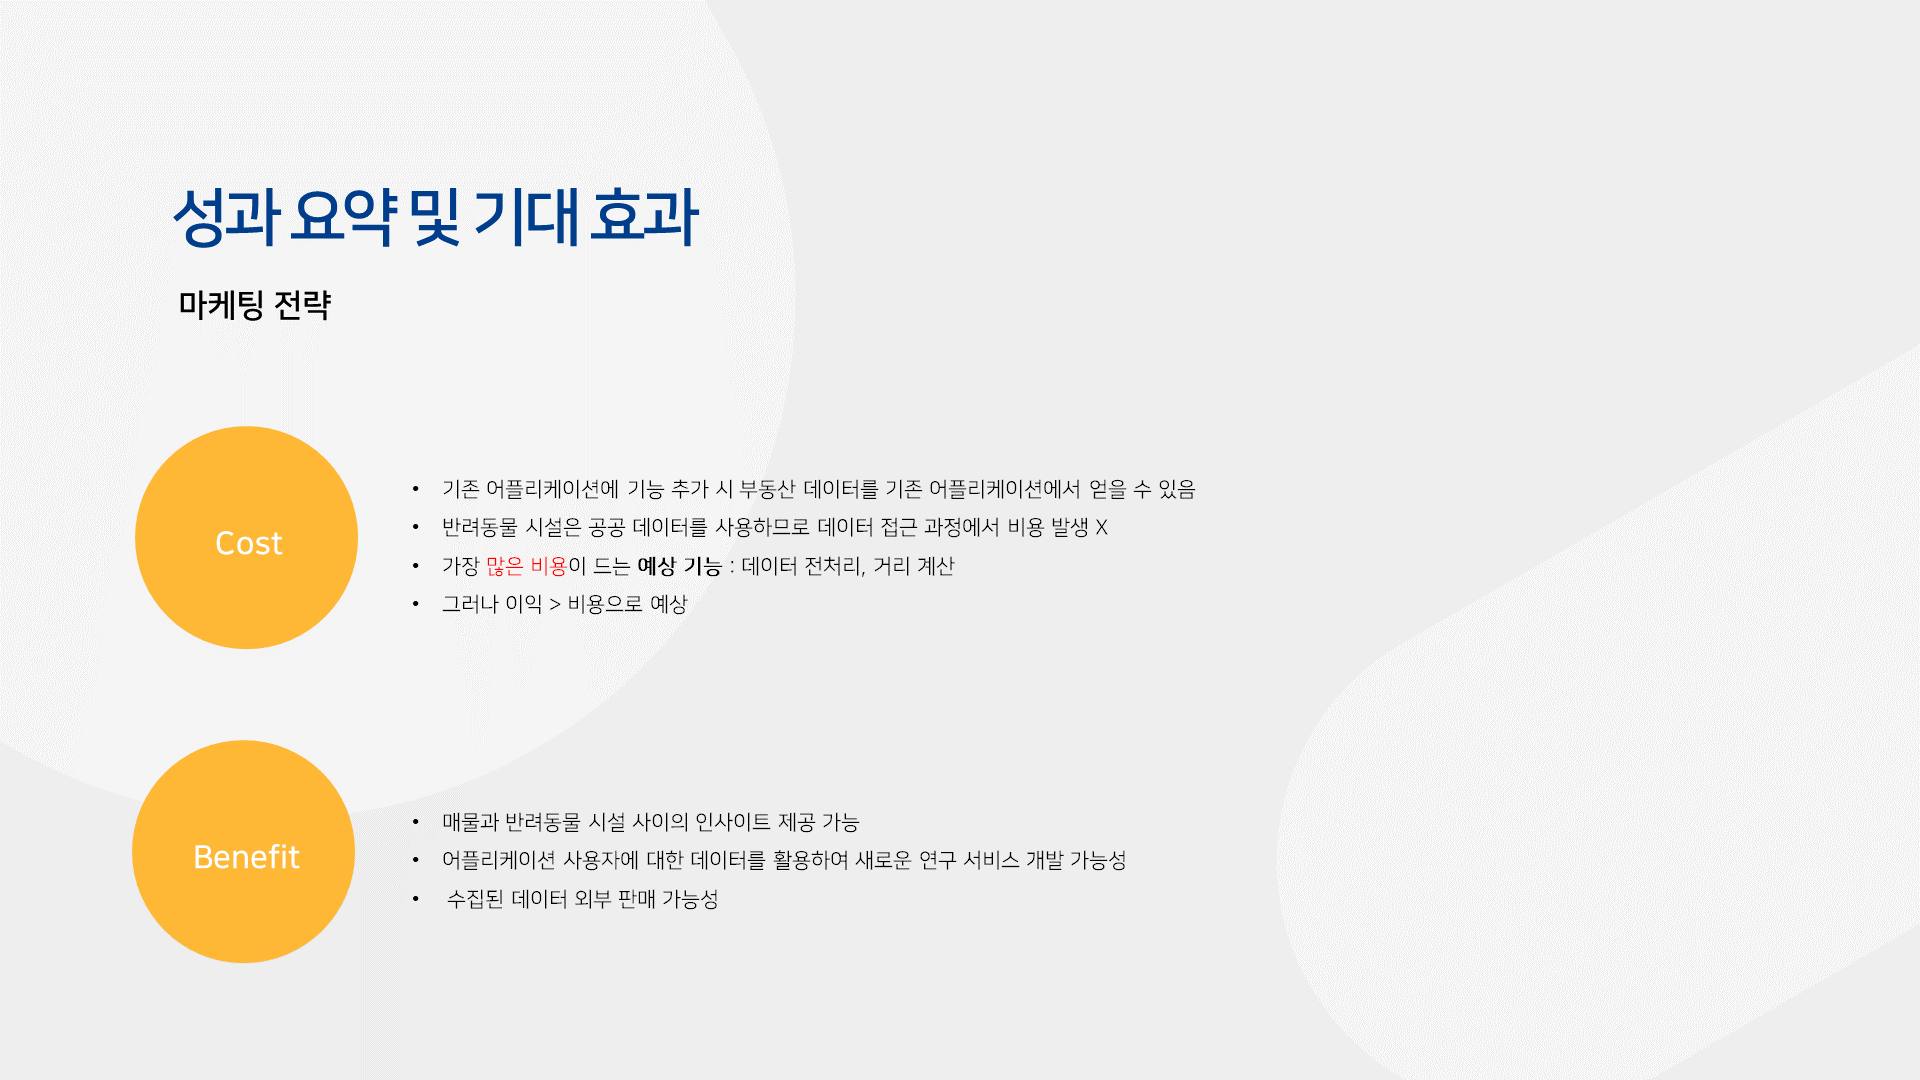 성과 요약 및 기대 효과
마케팅 전략
Cost
• 기존 어플리케이션에 기능 추가 시 부동산 데이터를 기존 어플리케이션에서 얻을 수 있음
• 반려동물 시설은 공공 데이터를 사용하므로 데이터 접근 과정에서 비용 발생 X
• 가장 많은 비용이 드는 예상 기능 : 데이터 전처리, 거리 계산
• 그러나 이익 > 비용으로 예상
Benefit
• 매물과 반려동물 시설 사이의 인사이트 제공 가능
• 어플리케이션 사용자에 대한 데이터를 활용하여 새로운 연구 서비스 개발 가능성
• 수집된 데이터 외부 판매 가능성